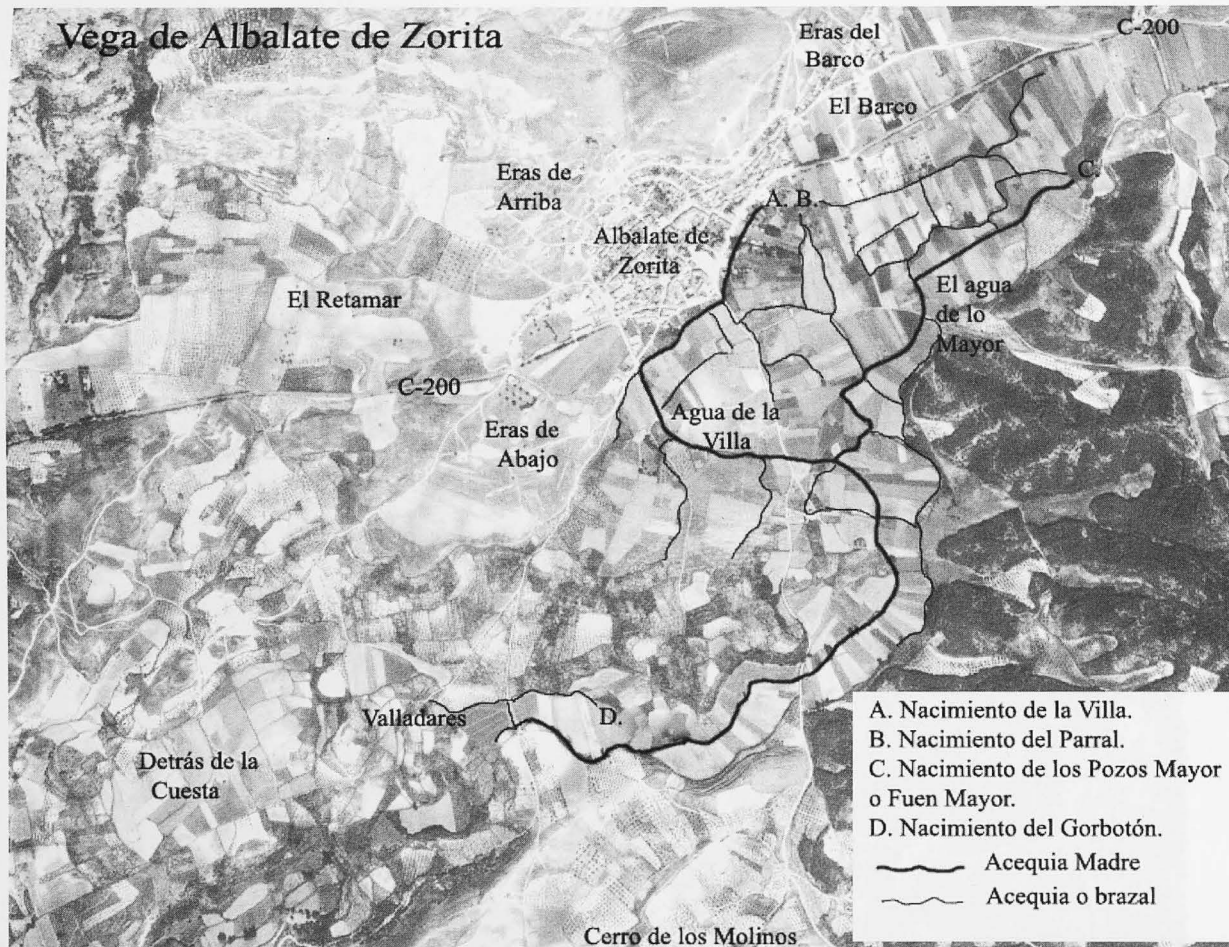 Vega de Albalate de Zorita
Eras del
Barco
C-200
El Barco
Eras de
Arriba
A. B.
C.
Albalate de
Zorita
El Retamar
El agua
de lo
Mayor
C-200
Agua de la
Villa
Eras de
Abajo
Valladares
D.
Detrás de la
Cuesta
Cerro de los Molinos
A. Nacimiento de la Villa.
B. Nacimiento del Parral.
C. Nacimiento de los Pozos Mayor
o Fuen Mayor.
D. Nacimiento del Gorbotón.
Acequia Madre
Acequia o brazal